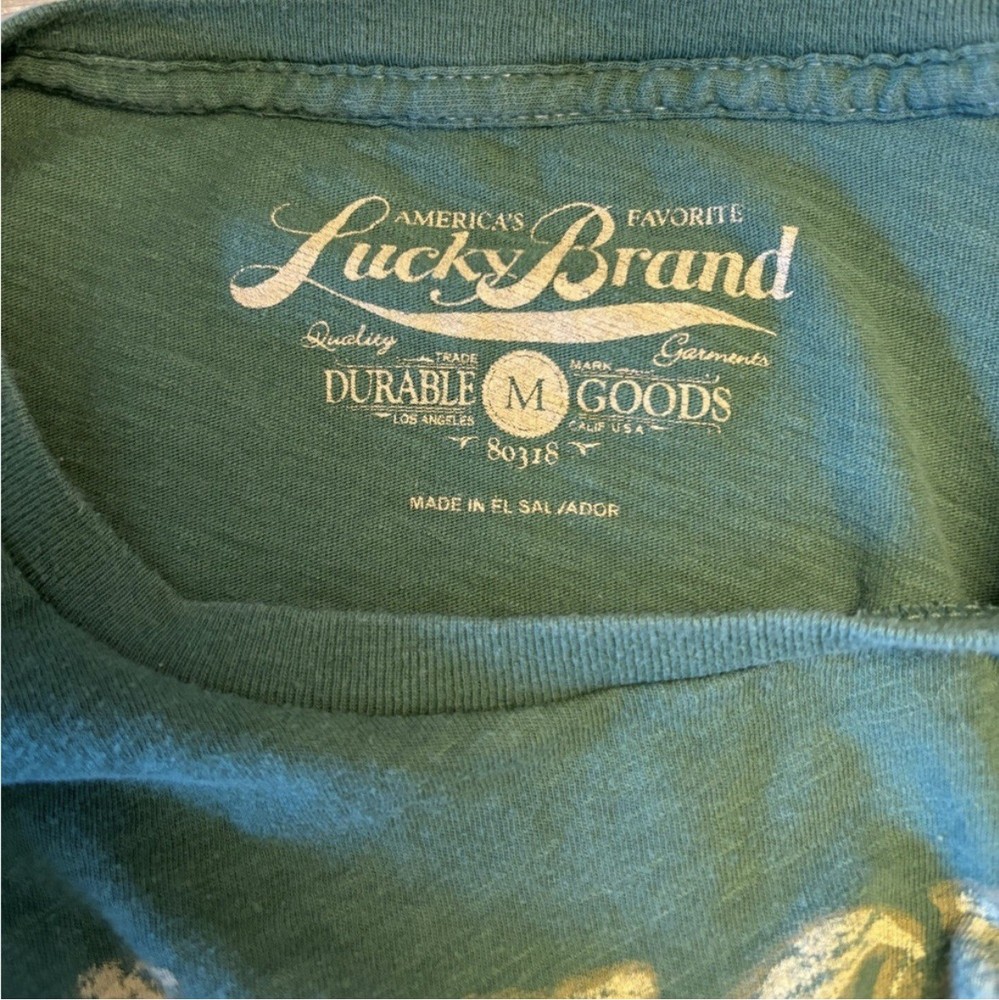 AMERICA'S FAVORITE
Lucky Brand
Quality Garments
TRADE MARK
DURABLE M GOODS
LOS ANGELES CALIF USA
80318
MADE IN EL SALVADOR